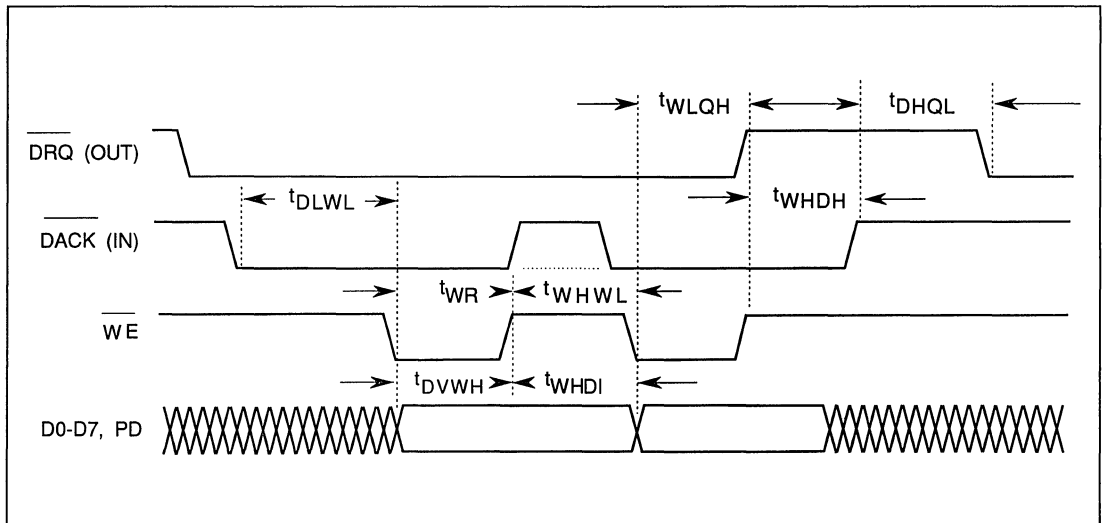 tWLQH tDHQL
DRQ (OUT)
tDLWL tWHDH
DACK (IN)
tWR tWHWL
WE
tDVWH tWHDI
D0-D7, PD